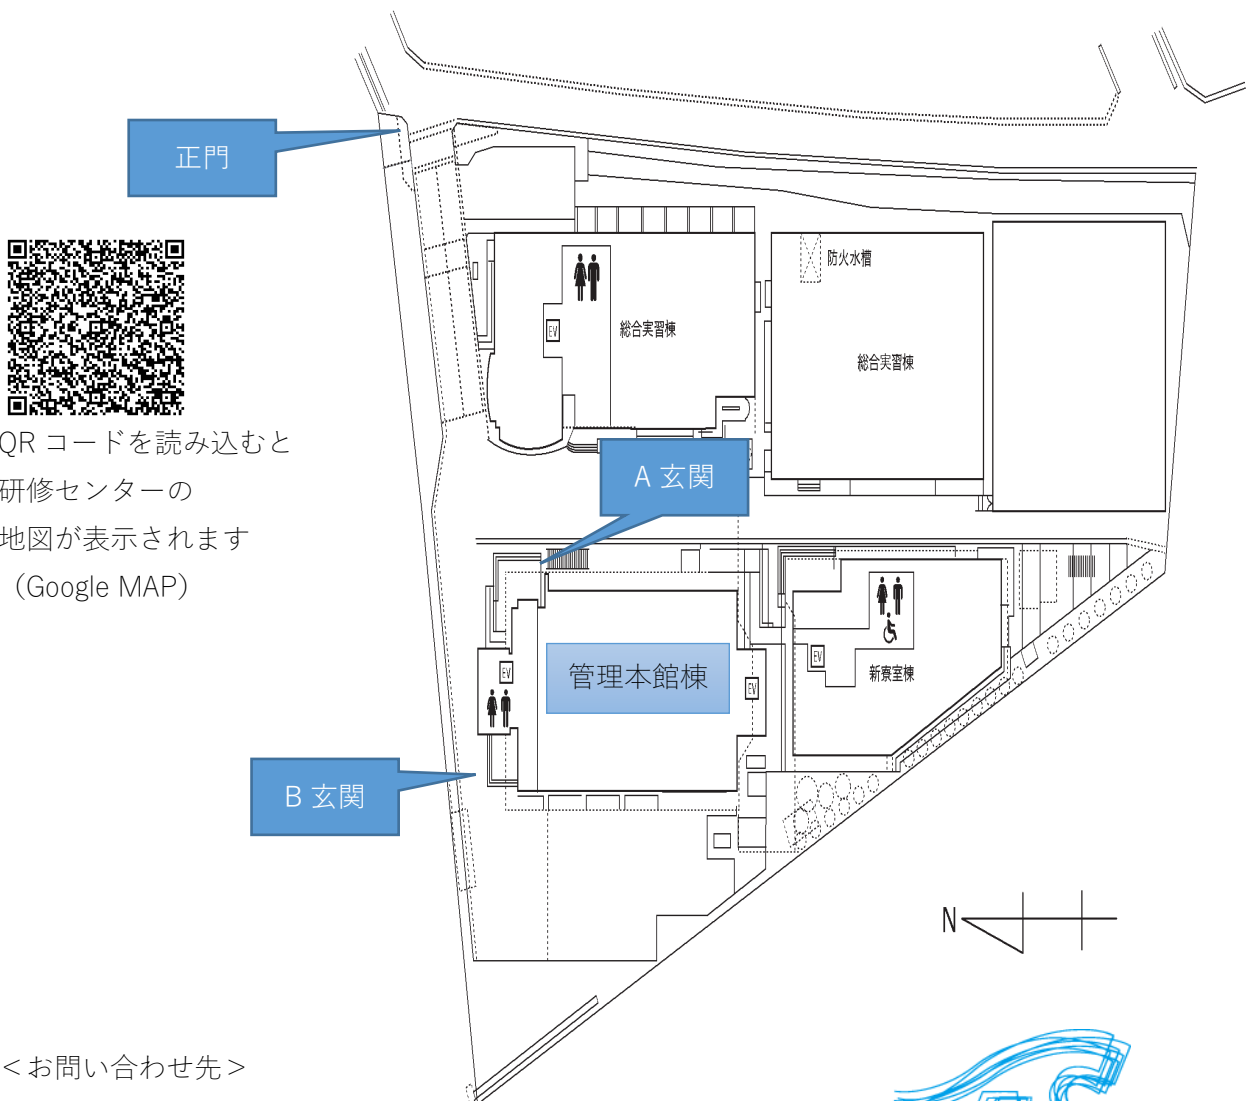 正門
防火水槽
EV
総合実習棟
総合実習棟
QR コードを読み込むと
研修センターの
地図が表示されます
（Google MAP）
A 玄関
EV
管理本館棟
EV
EV
新寮室棟
B 玄関
N
＜お問い合わせ先＞